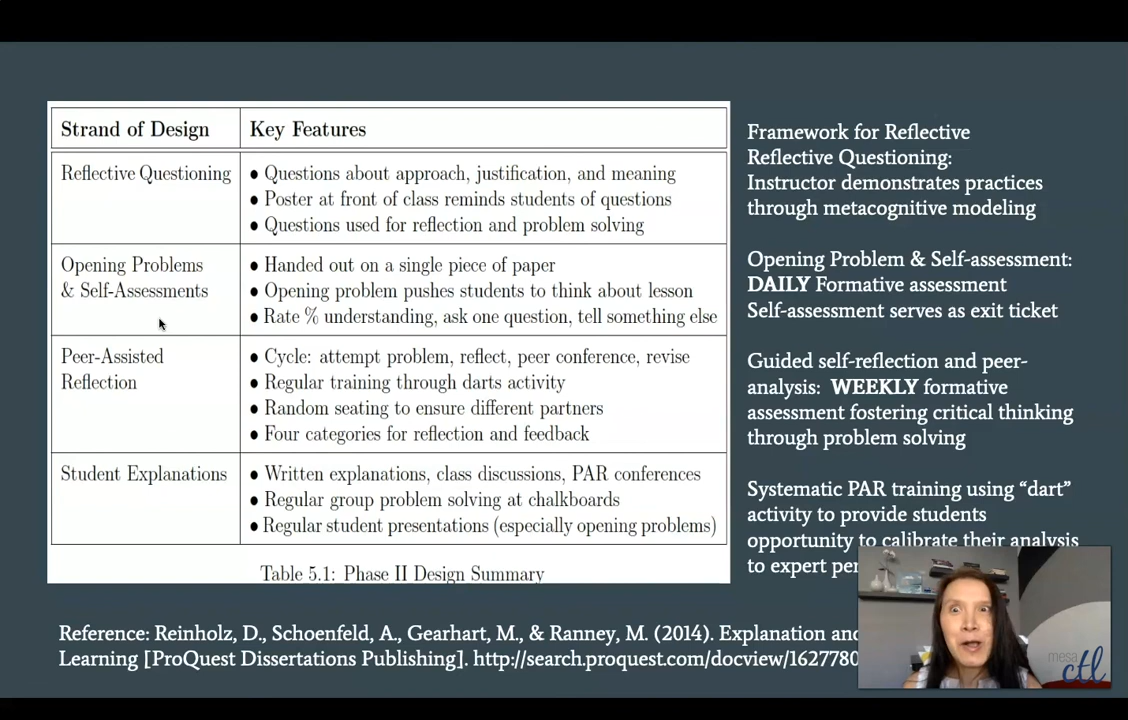 Strand of Design Key Features
Reflective Questioning
● Questions about approach, justification, and meaning
● Poster at front of class reminds students of questions
● Questions used for reflection and problem solving
Opening Problems
& Self-Assessments
● Handed out on a single piece of paper
● Opening problem pushes students to think about lesson
● Rate % understanding, ask one question, tell something else
Peer-Assisted
Reflection
● Cycle: attempt problem, reflect, peer conference, revise
● Regular training through darts activity
● Random seating to ensure different partners
● Four categories for reflection and feedback
Student Explanations
● Written explanations, class discussions, PAR conferences
● Regular group problem solving at chalkboards
● Regular student presentations (especially opening problems)
Table 5.1: Phase II Design Summary
Framework for Reflective
Reflective Questioning:
Instructor demonstrates practices
through metacognitive modeling
Opening Problem & Self-assessment:
DAILY Formative assessment
Self-assessment serves as exit ticket
Guided self-reflection and peer-
analysis: WEEKLY formative
assessment fostering critical thinking
through problem solving
Systematic PAR training using “dart”
activity to provide students
opportunity to calibrate their analysis
to expert
Reference: Reinholz, D., Schoenfeld, A., Gearhart, M., & Ranney, M. (2014). Explanation
Learning [ProQuest Dissertations Publishing]. http://search.proquest.com/docview/1627780
mesa
ctl